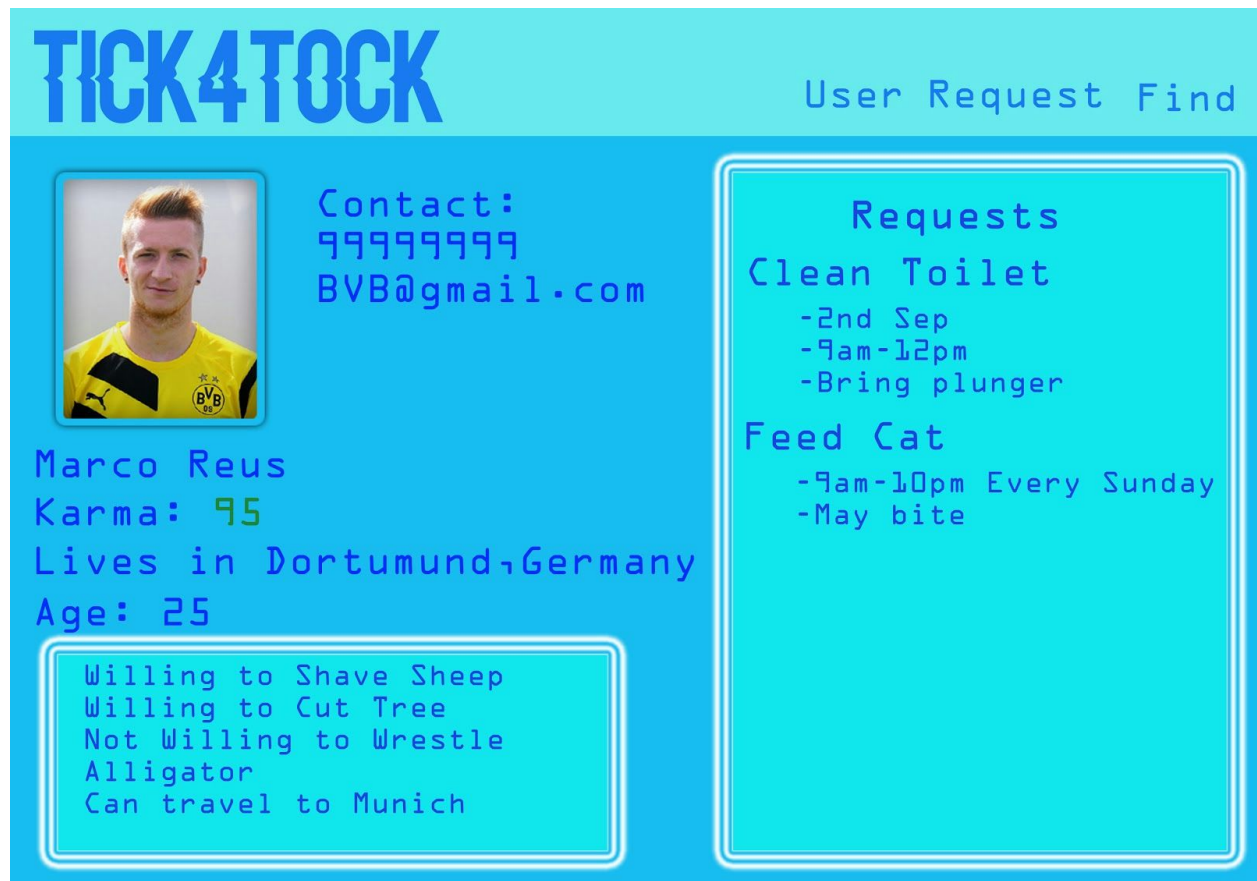 TICK4TOCK
User Request Find
Contact:
99999999
BVB@gmail.com
BVB
09
Marco Reus
Karma: 95
Lives in Dortumund,Germany
Age: 25
Willing to Shave Sheep
Willing to Cut Tree
Not Willing to Wrestle
Alligator
Can travel to Munich
Requests
Clean Toilet
-2nd Sep
-9am-12pm
-Bring plunger
Feed Cat
-9am-10pm Every Sunday
-May bite